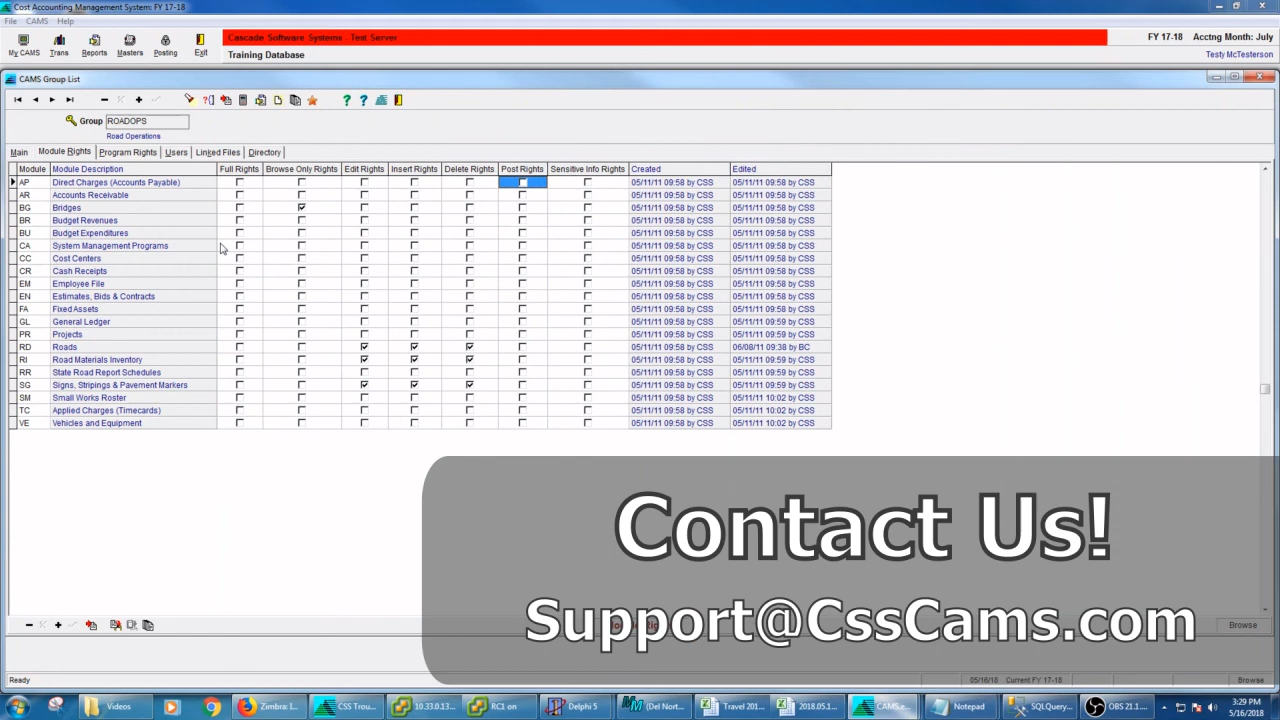 Cost Accounting Management System: FY 17-18
File CAMS Help
My CAMS Trans Reports Masters Posting Exit
Cascade Software Systems - Test Server
Training Database
FY 17-18 Acctng Month: July
Testy McTesterson
CAMS Group List
Group ROADOPS
Road Operations
Main Module Rights Program Rights Users Linked Files Directory
Module Module Description Full Rights Browse Only Rights Edit Rights Insert Rights Delete Rights Post Rights Sensitive Info Rights Created Edited
AP Direct Charges (Accounts Payable) 05/11/11 09:58 by CSS 05/11/11 09:58 by CSS
AR Accounts Receivable 05/11/11 09:58 by CSS 05/11/11 09:58 by CSS
BG Bridges 05/11/11 09:58 by CSS 05/11/11 09:58 by CSS
BR Budget Revenues 05/11/11 09:58 by CSS 05/11/11 09:58 by CSS
BU Budget Expenditures 05/11/11 09:58 by CSS 05/11/11 09:58 by CSS
CA System Management Programs 05/11/11 09:58 by CSS 05/11/11 09:58 by CSS
CC Cost Centers 05/11/11 09:58 by CSS 05/11/11 09:58 by CSS
CR Cash Receipts 05/11/11 09:58 by CSS 05/11/11 09:58 by CSS
EM Employee File 05/11/11 09:58 by CSS 05/11/11 09:58 by CSS
EN Estimates, Bids & Contracts 05/11/11 09:58 by CSS 05/11/11 09:58 by CSS
FA Fixed Assets 05/11/11 09:58 by CSS 05/11/11 09:58 by CSS
GL General Ledger 05/11/11 09:58 by CSS 05/11/11 09:59 by CSS
PR Projects 05/11/11 09:58 by CSS 05/11/11 09:59 by CSS
RD Roads 05/11/11 09:58 by CSS 06/08/11 09:38 by BC
RI Road Materials Inventory 05/11/11 09:58 by CSS 05/11/11 09:59 by CSS
RR State Road Report Schedules 05/11/11 09:58 by CSS 05/11/11 09:59 by CSS
SG Signs, Stripings & Pavement Markers 05/11/11 09:58 by CSS 05/11/11 09:59 by CSS
SM Small Works Roster 05/11/11 09:58 by CSS 05/11/11 10:02 by CSS
TC Applied Charges (Timecards) 05/11/11 09:58 by CSS 05/11/11 10:02 by CSS
VE Vehicles and Equipment 05/11/11 09:58 by CSS 05/11/11 10:02 by CSS
Contact Us!
Support@CssCams.com
Browse
Ready 05/16/18 Current FY 17-18 Browse
Videos Zimbra: I... CSS Trou... 10.33.0.13... RC1 on Delphi 5 (Del Nort... Travel 201... 2018.05.1... CAMS.e... Notepad SQLQuery... OBS 21.1....
3:29 PM
5/16/2018